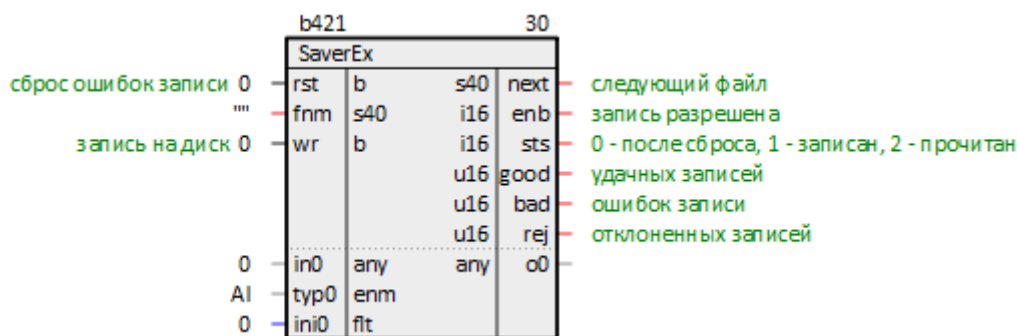 b421 30
SaverEx
сброс ошибок записи 0 rst b s40 next следующий файл
"" fnm s40 i16 enb запись разрешена
запись на диск 0 wr b i16 sts 0 - после сброса, 1 - записан, 2 - прочитан
u16 good удачных записей
u16 bad ошибок записи
u16 rej отклоненных записей
0 in0 any any o0
AI typ0 enm
0 ini0 flt